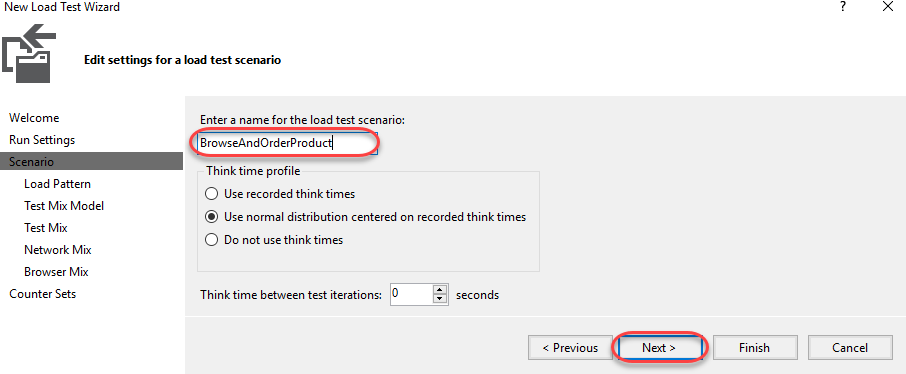 New Load Test Wizard
?
Edit settings for a load test scenario
Welcome
Run Settings
Scenario
Load Pattern
Test Mix Model
Test Mix
Network Mix
Browser Mix
Counter Sets
Enter a name for the load test scenario:
BrowseAndOrderProduct
Think time profile
Use recorded think times
Use normal distribution centered on recorded think times
Do not use think times
Think time between test iterations: 0 seconds
< Previous Next > Finish Cancel